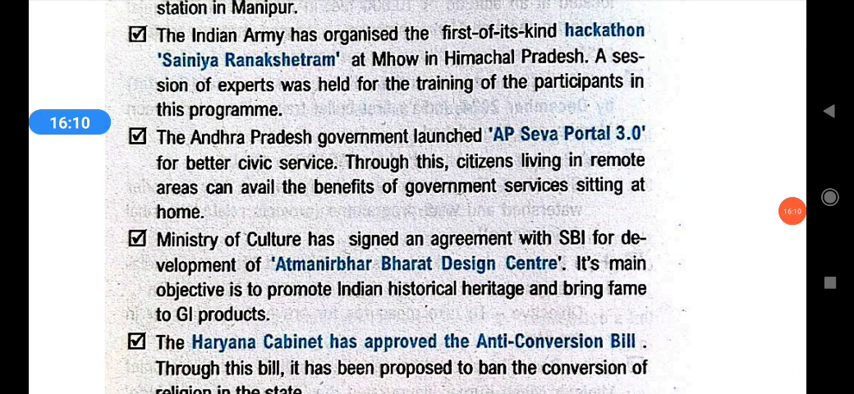 station in Manipur.
The Indian Army has organised the first-of-its-kind hackathon
'Sainiya Ranakshetram' at Mhow in Himachal Pradesh. A ses-
sion of experts was held for the training of the participants in
this programme.
The Andhra Pradesh government launched 'AP Seva Portal 3.0'
for better civic service. Through this, citizens living in remote
areas can avail the benefits of government services sitting at
home.
Ministry of Culture has signed an agreement with SBI for de-
velopment of 'Atmanirbhar Bharat Design Centre'. It's main
objective is to promote Indian historical heritage and bring fame
to GI products.
The Haryana Cabinet has approved the Anti-Conversion Bill .
Through this bill, it has been proposed to ban the conversion of
religion in the state
16:10
16:10